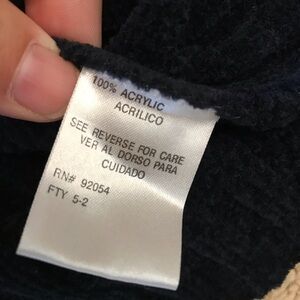 100% ACRYLIC
ACRILICO
SEE REVERSE FOR CARE
VER AL DORSO PARA
CUIDADO
RN# 92054
FTY 5-2